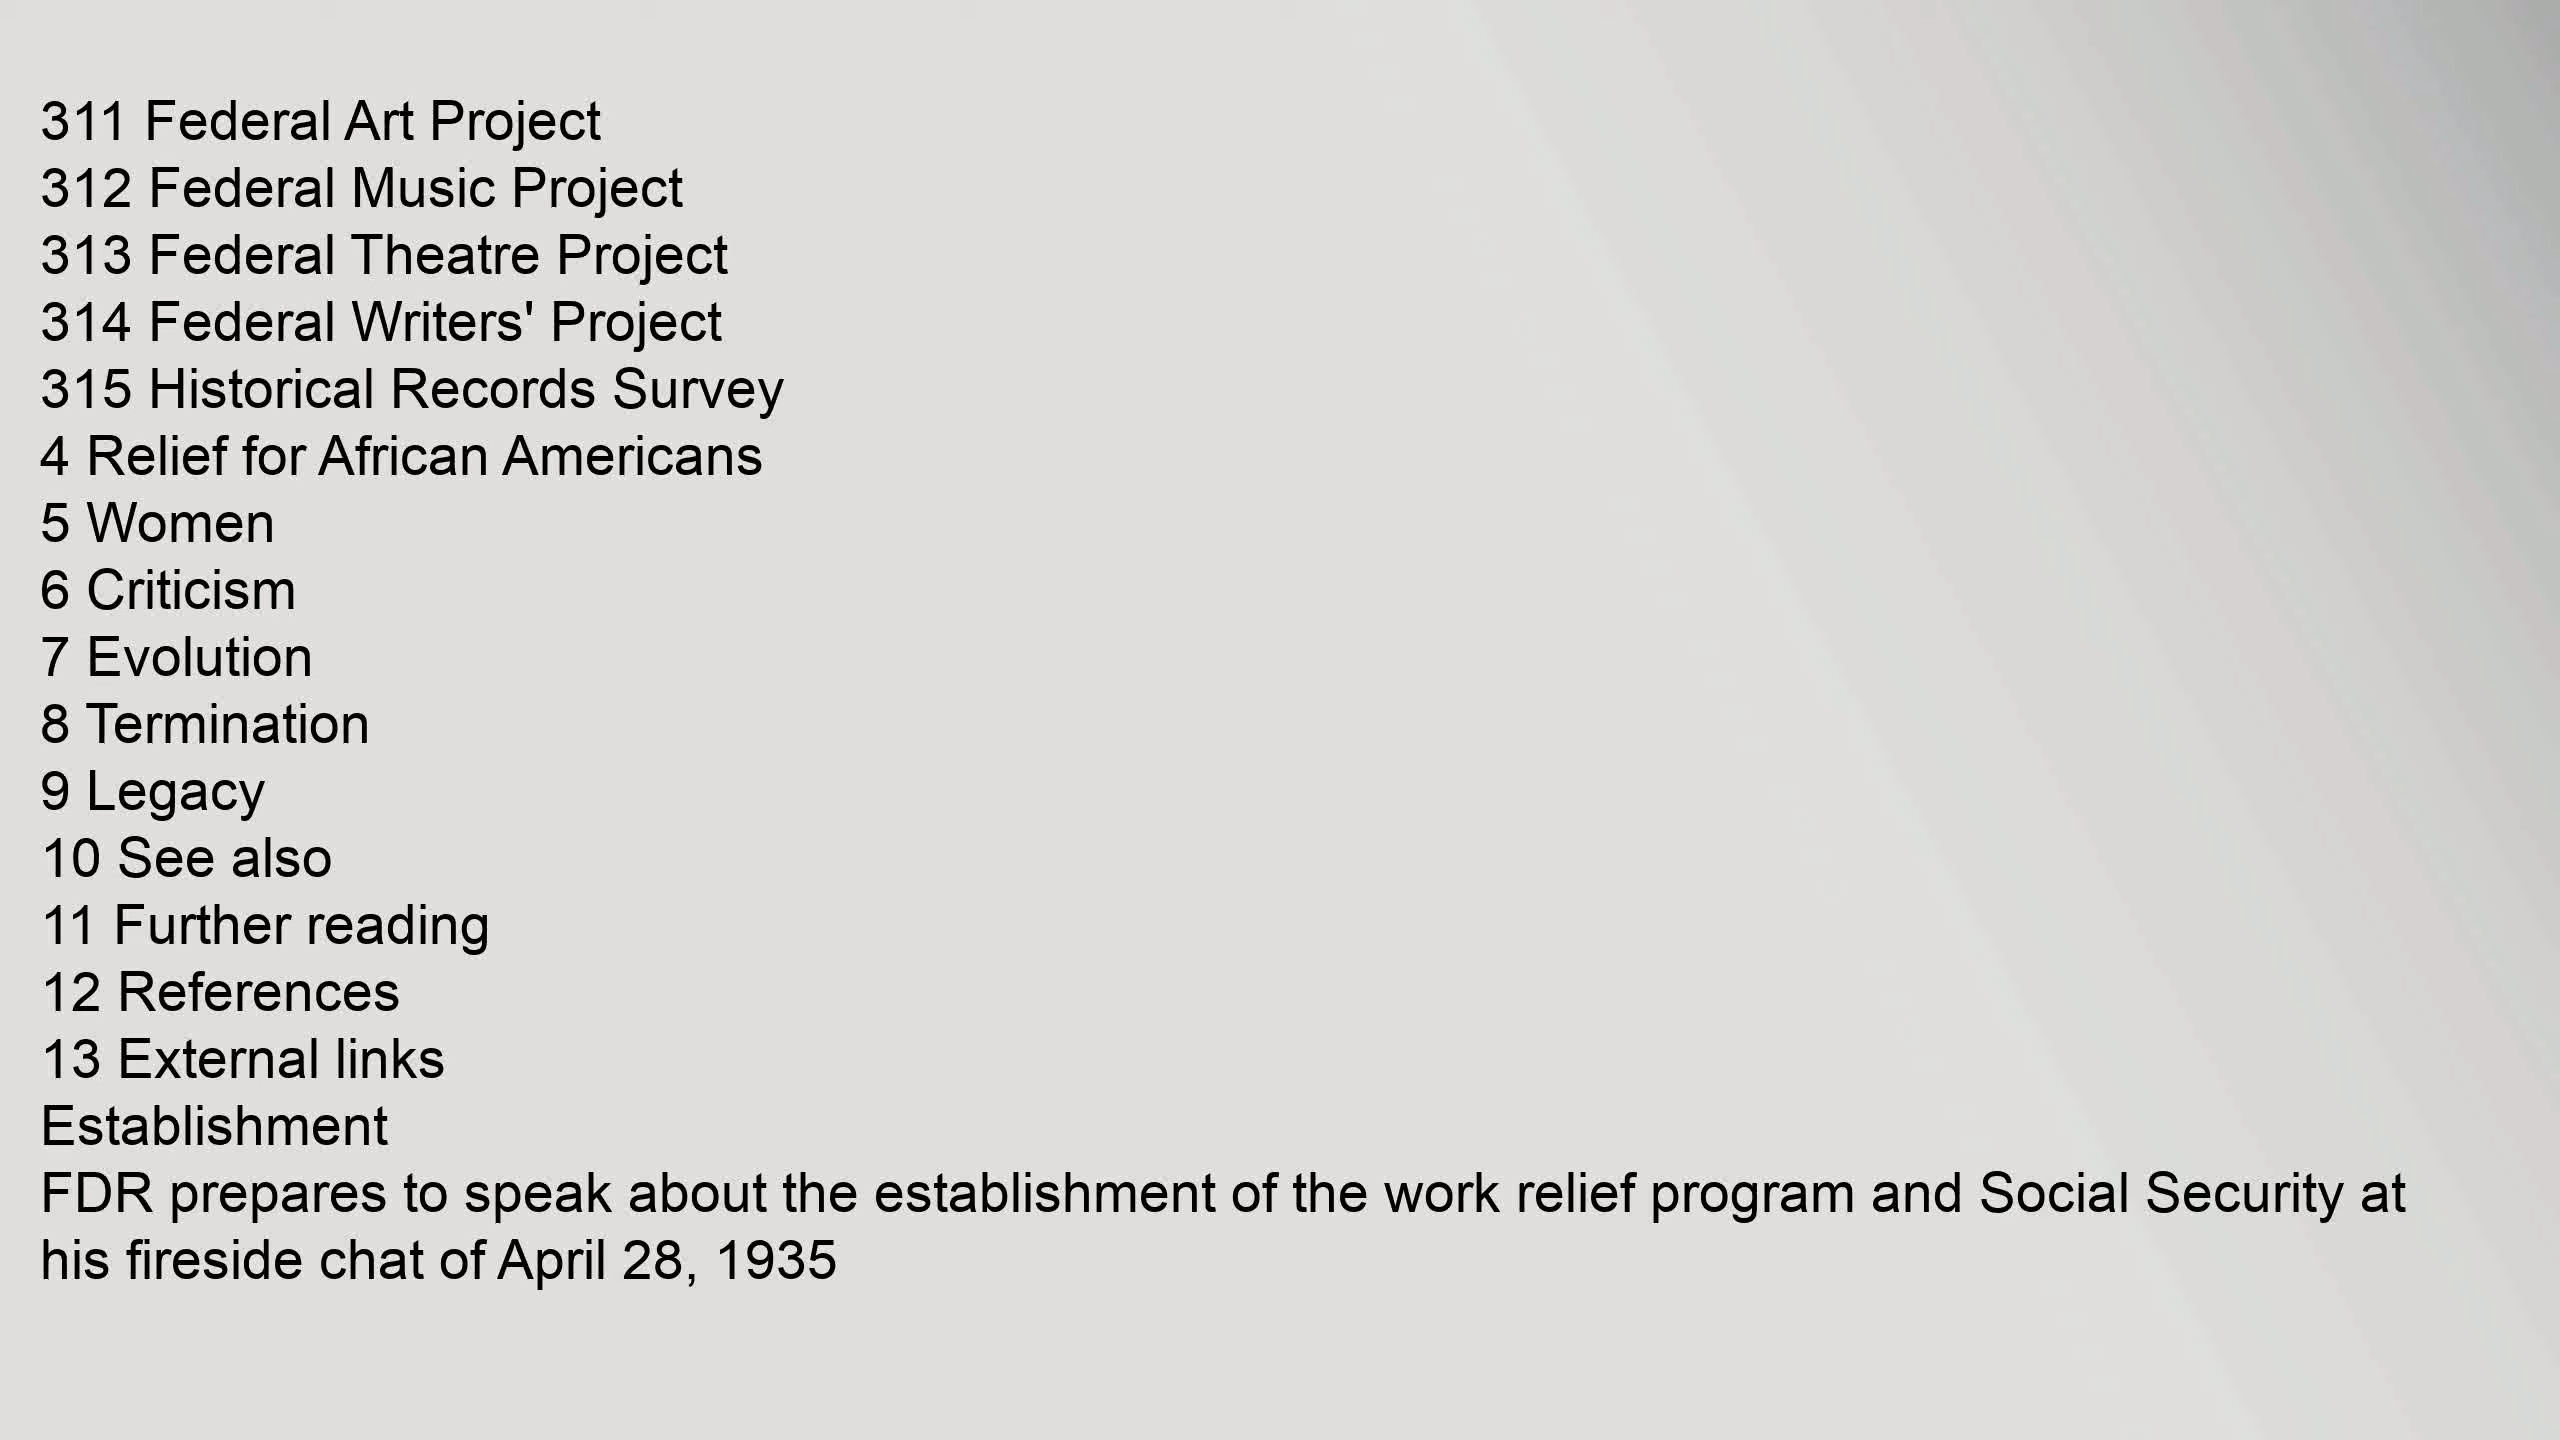 311 Federal Art Project
312 Federal Music Project
313 Federal Theatre Project
314 Federal Writers' Project
315 Historical Records Survey
4 Relief for African Americans
5 Women
6 Criticism
7 Evolution
8 Termination
9 Legacy
10 See also
11 Further reading
12 References
13 External links
Establishment
FDR prepares to speak about the establishment of the work relief program and Social Security at
his fireside chat of April 28, 1935